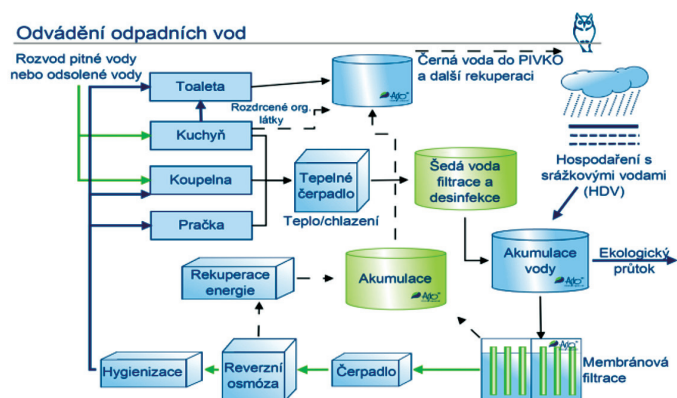 Odvádění odpadních vod
Rozvod pitné vody
nebo odsolené vody
Toaleta
Kuchyň
Koupelna
Pračka
Rozdrcené org.
látky
Černá voda do PIVKO
a další rekuperaci
Tepelné
čerpadlo
Teplo/chlazení
Šedá voda
filtrace a
desinfekce
Hospodaření s
srážkovými vodami
(HDV)
Akumulace
vody
Ekologický
průtok
Rekuperace
energie
Akumulace
Hygienizace
Reverzní
osmóza
Čerpadlo
Membránová
filtrace